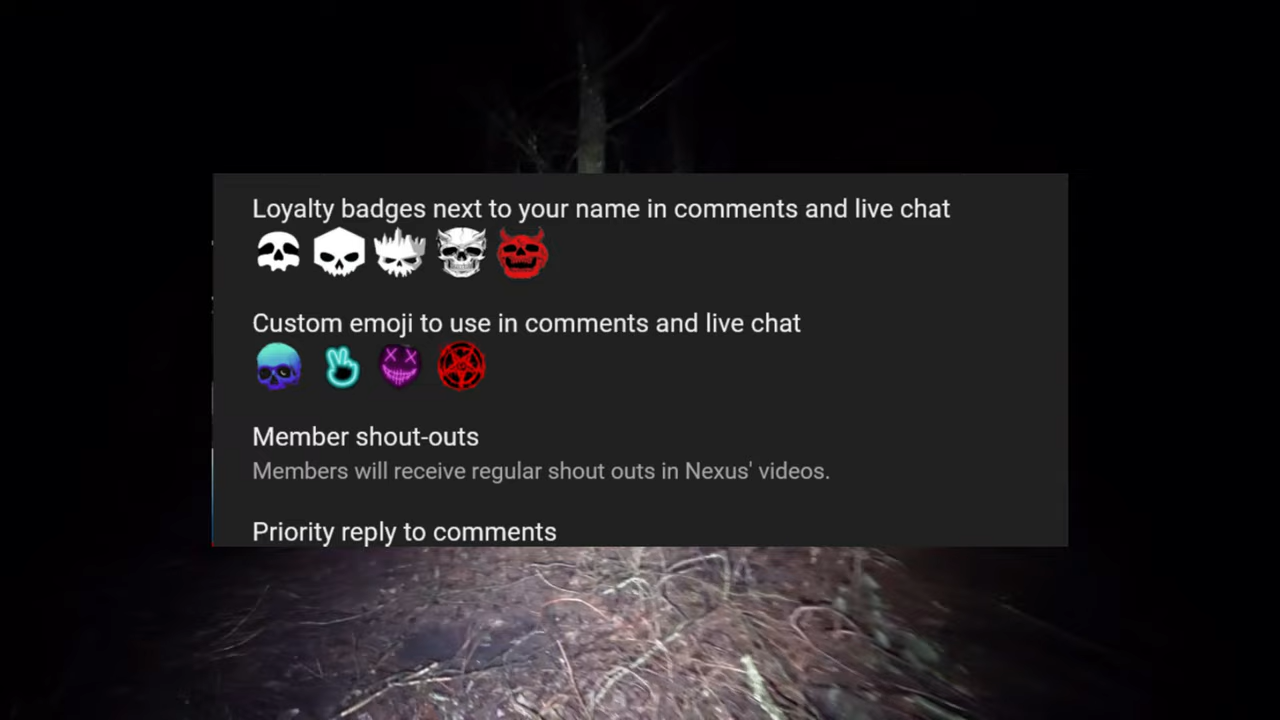 Loyalty badges next to your name in comments and live chat
Custom emoji to use in comments and live chat
Member shout-outs
Members will receive regular shout outs in Nexus' videos.
Priority reply to comments